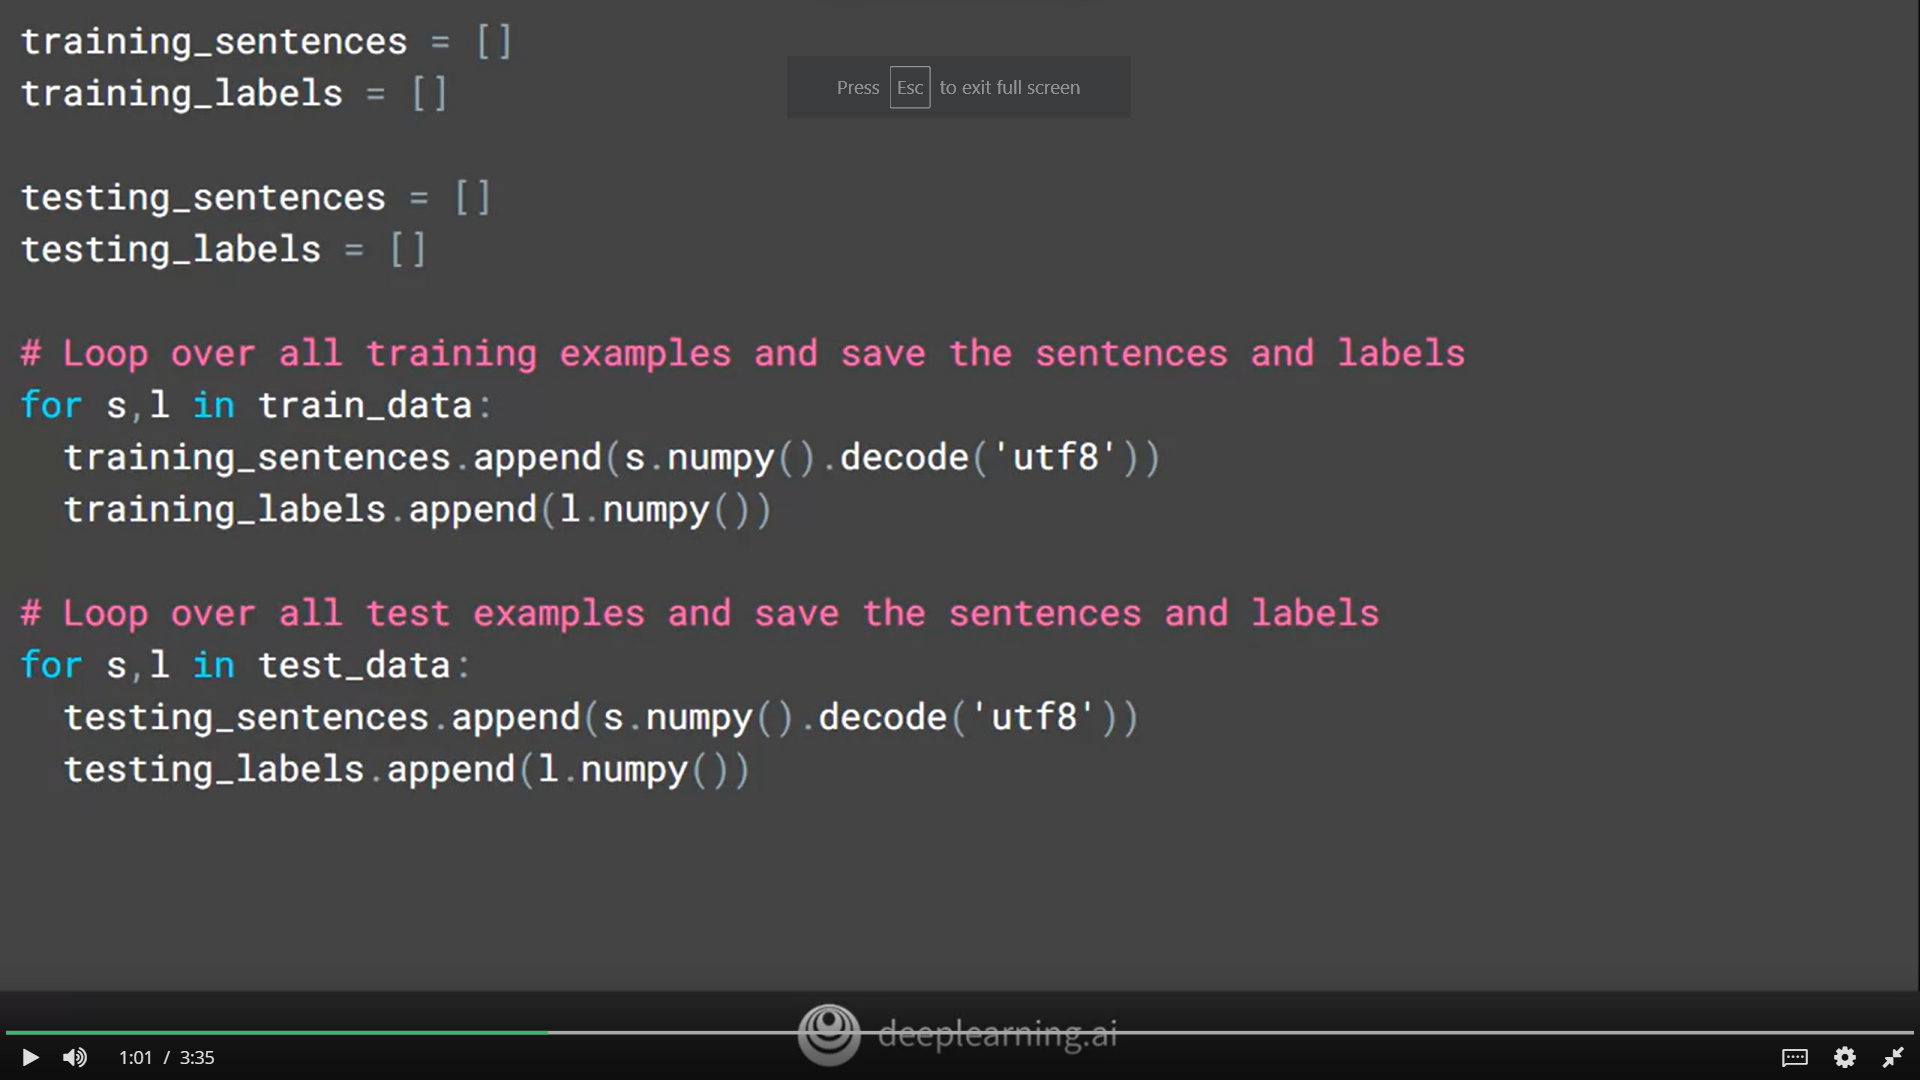 training_sentences = []
training_labels = []
Press Esc to exit full screen
testing_sentences = []
testing_labels = []
# Loop over all training examples and save the sentences and labels
for s,l in train_data:
  training_sentences.append(s.numpy().decode('utf8'))
  training_labels.append(l.numpy())
# Loop over all test examples and save the sentences and labels
for s,l in test_data:
  testing_sentences.append(s.numpy().decode('utf8'))
  testing_labels.append(l.numpy())
deeplearning.ai
1:01 / 3:35